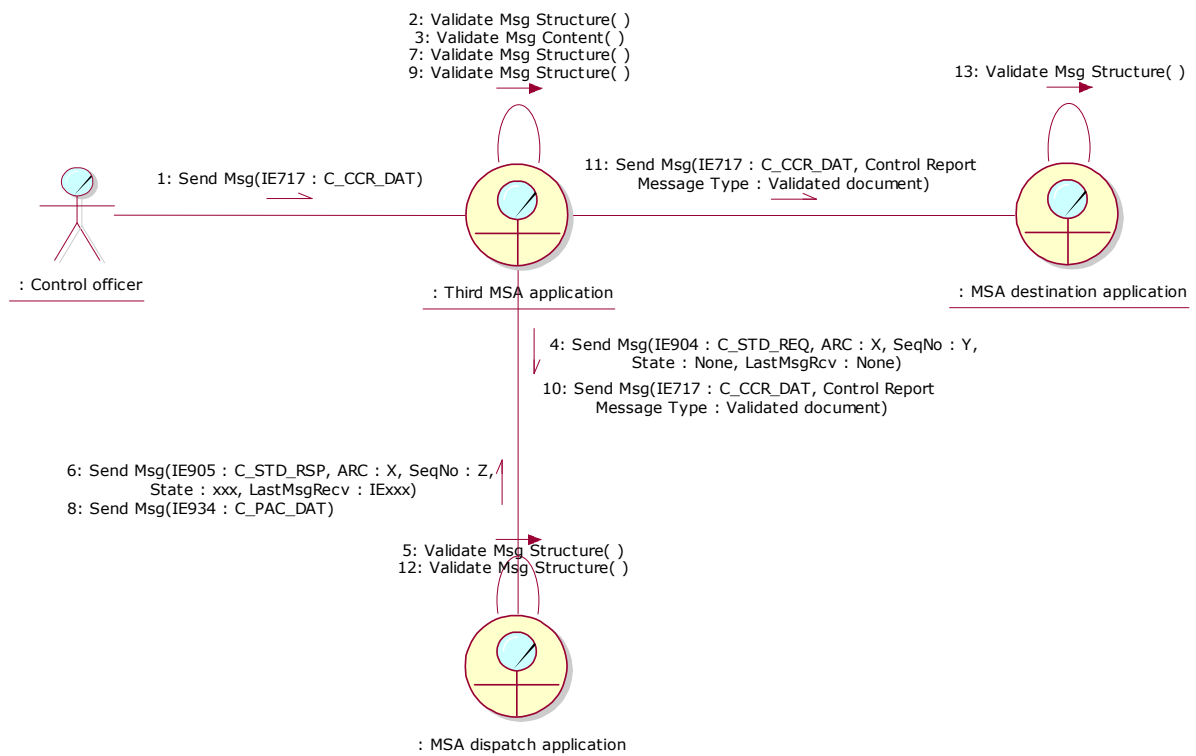 2: Validate Msg Structure( )
3: Validate Msg Content( )
7: Validate Msg Structure( )
9: Validate Msg Structure( )
13: Validate Msg Structure( )
1: Send Msg(IE717 : C_CCR_DAT)
11: Send Msg(IE717 : C_CCR_DAT, Control Report
Message Type : Validated document)
: Control officer
: Third MSA application
: MSA destination application
4: Send Msg(IE904 : C_STD_REQ, ARC : X, SeqNo : Y,
State : None, LastMsgRcv : None)
10: Send Msg(IE717 : C_CCR_DAT, Control Report
Message Type : Validated document)
6: Send Msg(IE905 : C_STD_RSP, ARC : X, SeqNo : Z,
State : xxx, LastMsgRecv : IExxx)
8: Send Msg(IE934 : C_PAC_DAT)
5: Validate Msg Structure( )
12: Validate Msg Structure( )
: MSA dispatch application